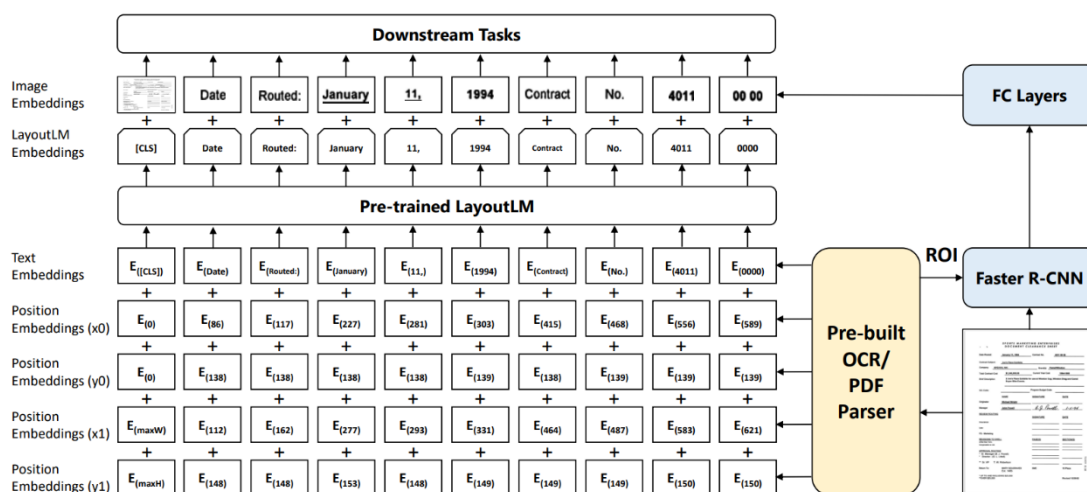 Downstream Tasks
Image Embeddings
Date Routed: January 11, 1994 Contract No. 4011 00 00
FC Layers
LayoutLM Embeddings
[CLS] Date Routed: January 11, 1994 Contract No. 4011 0000
Pre-trained LayoutLM
Text Embeddings
E([CLS]) E(Date) E(Routed:) E(January) E(11,) E(1994) E(Contract) E(No.) E(4011) E(0000)
ROI
Faster R-CNN
Position Embeddings (x0)
E(0) E(86) E(117) E(227) E(281) E(303) E(415) E(468) E(556) E(589)
Pre-built
OCR/
PDF
Parser
Position Embeddings (y0)
E(0) E(138) E(138) E(138) E(138) E(139) E(138) E(139) E(139) E(139)
Position Embeddings (x1)
E(maxW) E(112) E(162) E(277) E(293) E(331) E(464) E(487) E(583) E(621)
Position Embeddings (y1)
E(maxH) E(148) E(148) E(153) E(148) E(149) E(149) E(149) E(150) E(150)